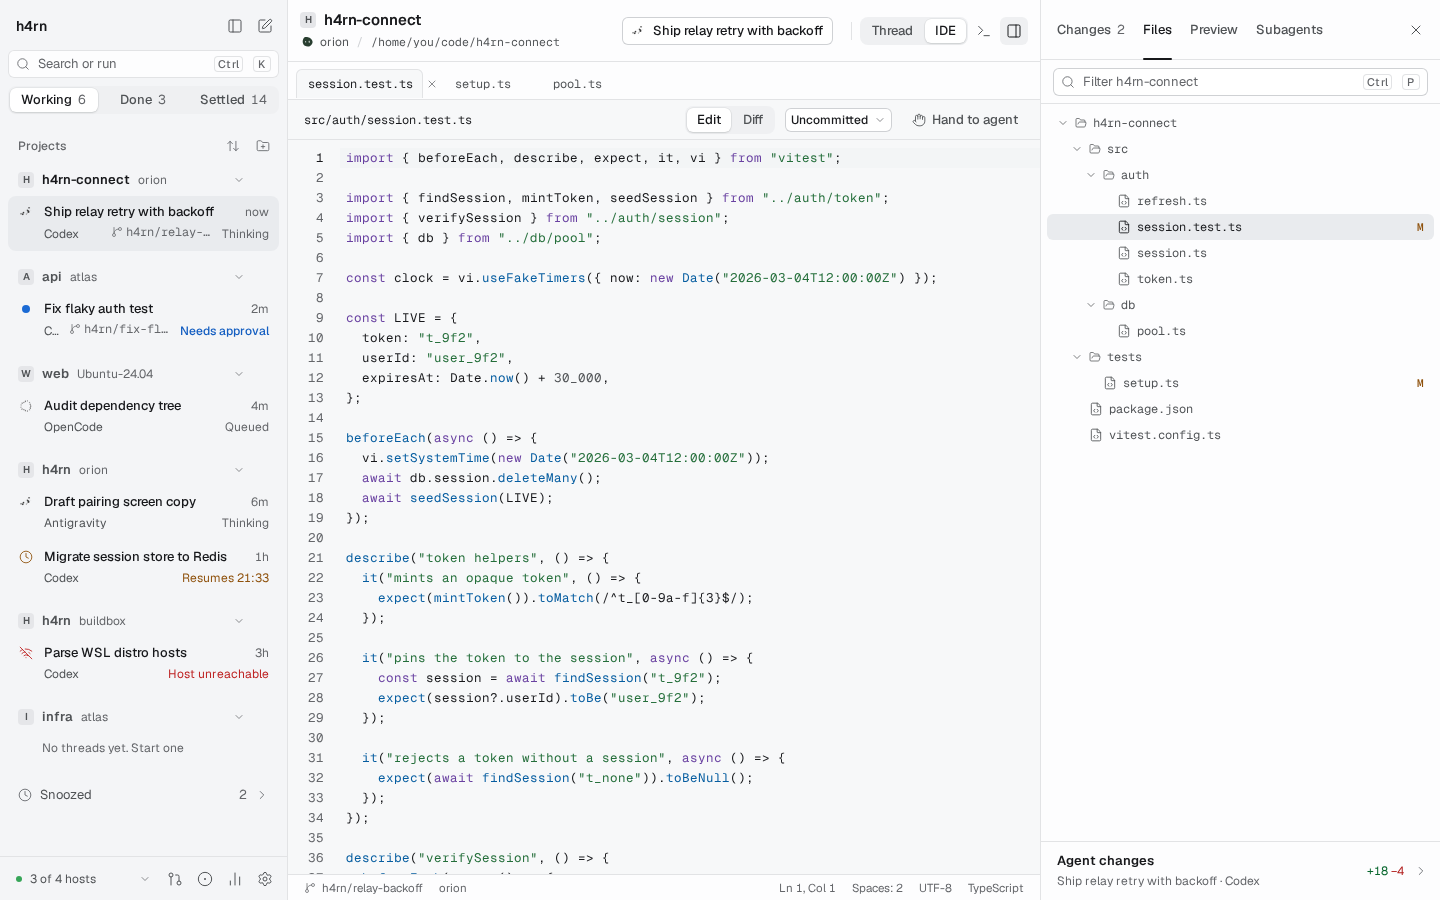 h4rn
Search or run Ctrl K
Working 6 Done 3 Settled 14
Projects
H h4rn-connect orion
Ship relay retry with backoff now
Codex h4rn/relay-… Thinking
A api atlas
Fix flaky auth test 2m
C… h4rn/fix-fl… Needs approval
W web Ubuntu-24.04
Audit dependency tree 4m
OpenCode Queued
H h4rn orion
Draft pairing screen copy 6m
Antigravity Thinking
Migrate session store to Redis 1h
Codex Resumes 21:33
H h4rn buildbox
Parse WSL distro hosts 3h
Codex Host unreachable
I infra atlas
No threads yet. Start one
Snoozed 2
3 of 4 hosts
H h4rn-connect
orion / /home/you/code/h4rn-connect
Ship relay retry with backoff
Thread IDE
session.test.ts setup.ts pool.ts
src/auth/session.test.ts
Edit Diff Uncommitted Hand to agent
1 import { beforeEach, describe, expect, it, vi } from "vitest";
2
3 import { findSession, mintToken, seedSession } from "../auth/token";
4 import { verifySession } from "../auth/session";
5 import { db } from "../db/pool";
6
7 const clock = vi.useFakeTimers({ now: new Date("2026-03-04T12:00:00Z") });
8
9 const LIVE = {
10 token: "t_9f2",
11 userId: "user_9f2",
12 expiresAt: Date.now() + 30_000,
13 };
14
15 beforeEach(async () => {
16 vi.setSystemTime(new Date("2026-03-04T12:00:00Z"));
17 await db.session.deleteMany();
18 await seedSession(LIVE);
19 });
20
21 describe("token helpers", () => {
22 it("mints an opaque token", () => {
23 expect(mintToken()).toMatch(/^t_[0-9a-f]{3}$/);
24 });
25
26 it("pins the token to the session", async () => {
27 const session = await findSession("t_9f2");
28 expect(session?.userId).toBe("user_9f2");
29 });
30
31 it("rejects a token without a session", async () => {
32 expect(await findSession("t_none")).toBeNull();
33 });
34 });
35
36 describe("verifySession", () => {
h4rn/relay-backoff orion
Ln 1, Col 1 Spaces: 2 UTF-8 TypeScript
Changes 2 Files Preview Subagents
Filter h4rn-connect Ctrl P
h4rn-connect
src
auth
refresh.ts
session.test.ts M
session.ts
token.ts
db
pool.ts
tests
setup.ts M
package.json
vitest.config.ts
Agent changes
Ship relay retry with backoff · Codex
+18 −4